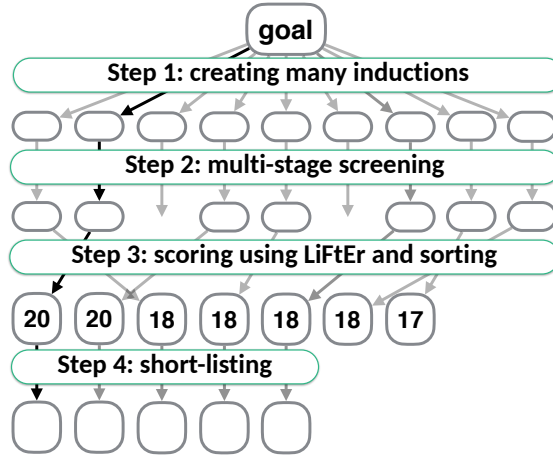 goal
Step 1: creating many inductions
Step 2: multi-stage screening
Step 3: scoring using LiFtEr and sorting
20 20 18 18 18 18 17
Step 4: short-listing